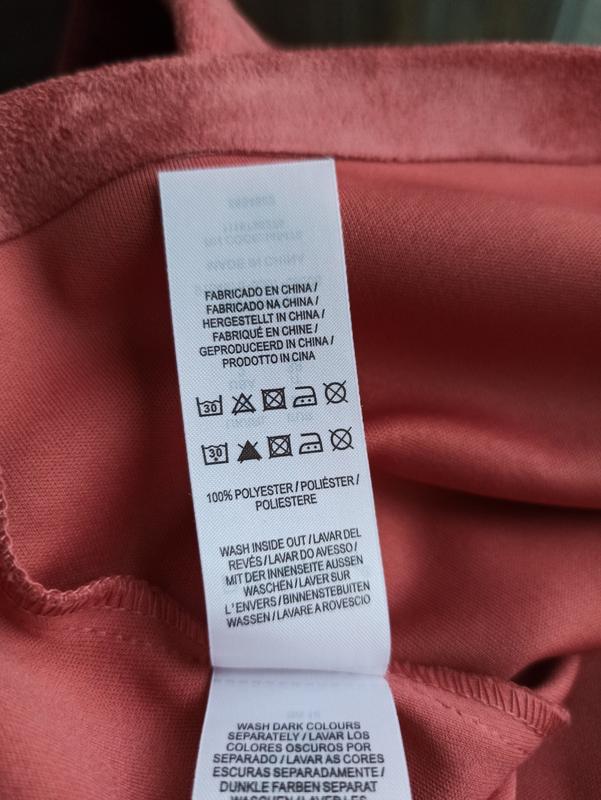 FABRICADO EN CHINA /
FABRICADO NA CHINA /
HERGESTELLT IN CHINA /
FABRIQUÉ EN CHINE /
GEPRODUCEERD IN CHINA /
PRODOTTO IN CINA
30
30
100% POLYESTER / POLIÉSTER /
POLIESTERE
WASH INSIDE OUT / LAVAR DEL
REVÉS / LAVAR DO AVESSO /
MIT DER INNENSEITE AUSSEN
WASCHEN / LAVER SUR
L'ENVERS / BINNENSTEBUITEN
WASSEN / LAVARE A ROVESCIO
WASH DARK COLOURS
SEPARATELY / LAVAR LOS
COLORES OSCUROS POR
SEPARADO / LAVAR AS CORES
ESCURAS SEPARADAMENTE /
DUNKLE FARBEN SEPARAT
WASCHEN / LAVER LES